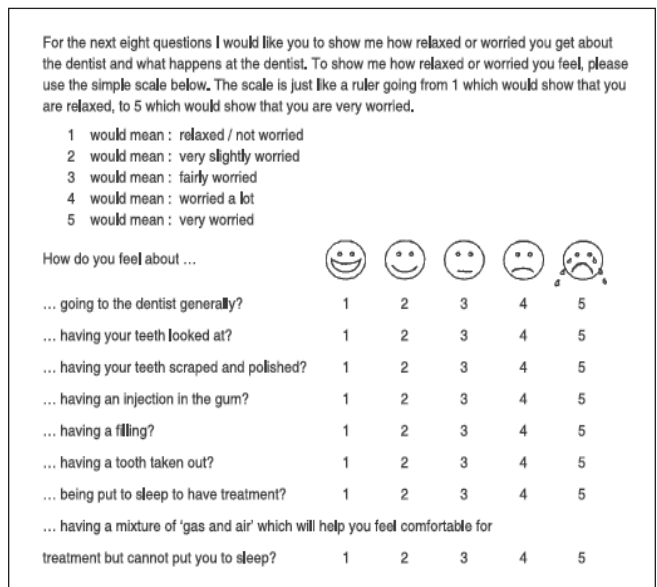 For the next eight questions I would like you to show me how relaxed or worried you get about
the dentist and what happens at the dentist. To show me how relaxed or worried you feel, please
use the simple scale below. The scale is just like a ruler going from 1 which would show that you
are relaxed, to 5 which would show that you are very worried.
1 would mean : relaxed / not worried
2 would mean : very slightly worried
3 would mean : fairly worried
4 would mean : worried a lot
5 would mean : very worried
How do you feel about ...
... going to the dentist generally? 1 2 3 4 5
... having your teeth looked at? 1 2 3 4 5
... having your teeth scraped and polished? 1 2 3 4 5
... having an injection in the gum? 1 2 3 4 5
... having a filling? 1 2 3 4 5
... having a tooth taken out? 1 2 3 4 5
... being put to sleep to have treatment? 1 2 3 4 5
... having a mixture of 'gas and air' which will help you feel comfortable for
treatment but cannot put you to sleep? 1 2 3 4 5